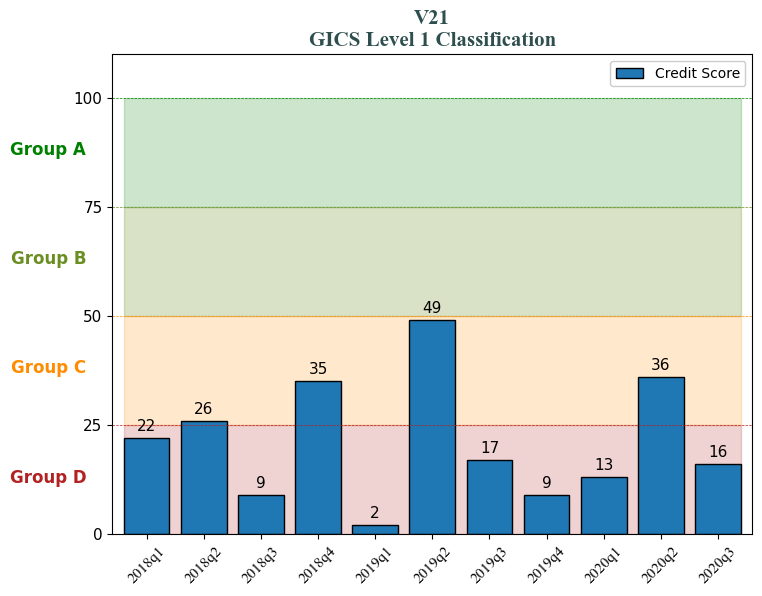 V21
GICS Level 1 Classification
Credit Score
100
Group A
75
Group B
50
49
Group C
36
35
26
25
22
17
16
Group D
13
9
9
2
0
2018q1 2018q2 2018q3 2018q4 2019q1 2019q2 2019q3 2019q4 2020q1 2020q2 2020q3